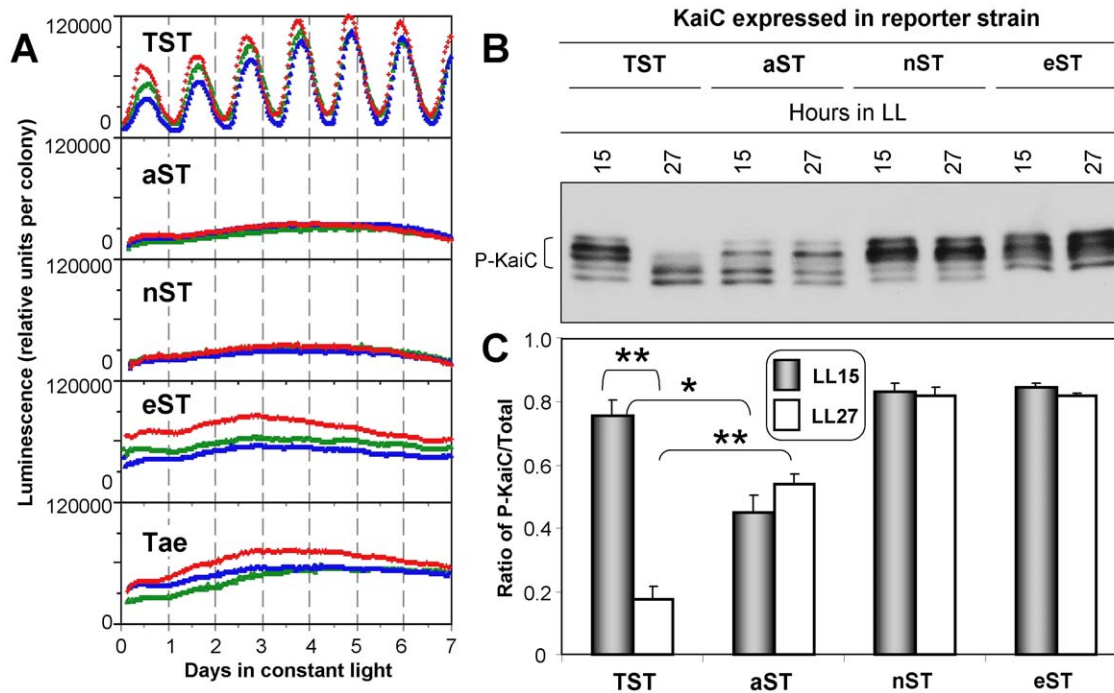 A
Luminescence (relative units per colony)
120000
TST
0
120000
aST
0
120000
nST
0
120000
eST
0
120000
Tae
0
0 1 2 3 4 5 6 7
Days in constant light
KaiC expressed in reporter strain
B
TST aST nST eST
Hours in LL
15 27 15 27 15 27 15 27
P-KaiC
C
Ratio of P-KaiC/Total
1.0
0.8
0.6
0.4
0.2
0
**
*
**
LL15
LL27
TST aST nST eST